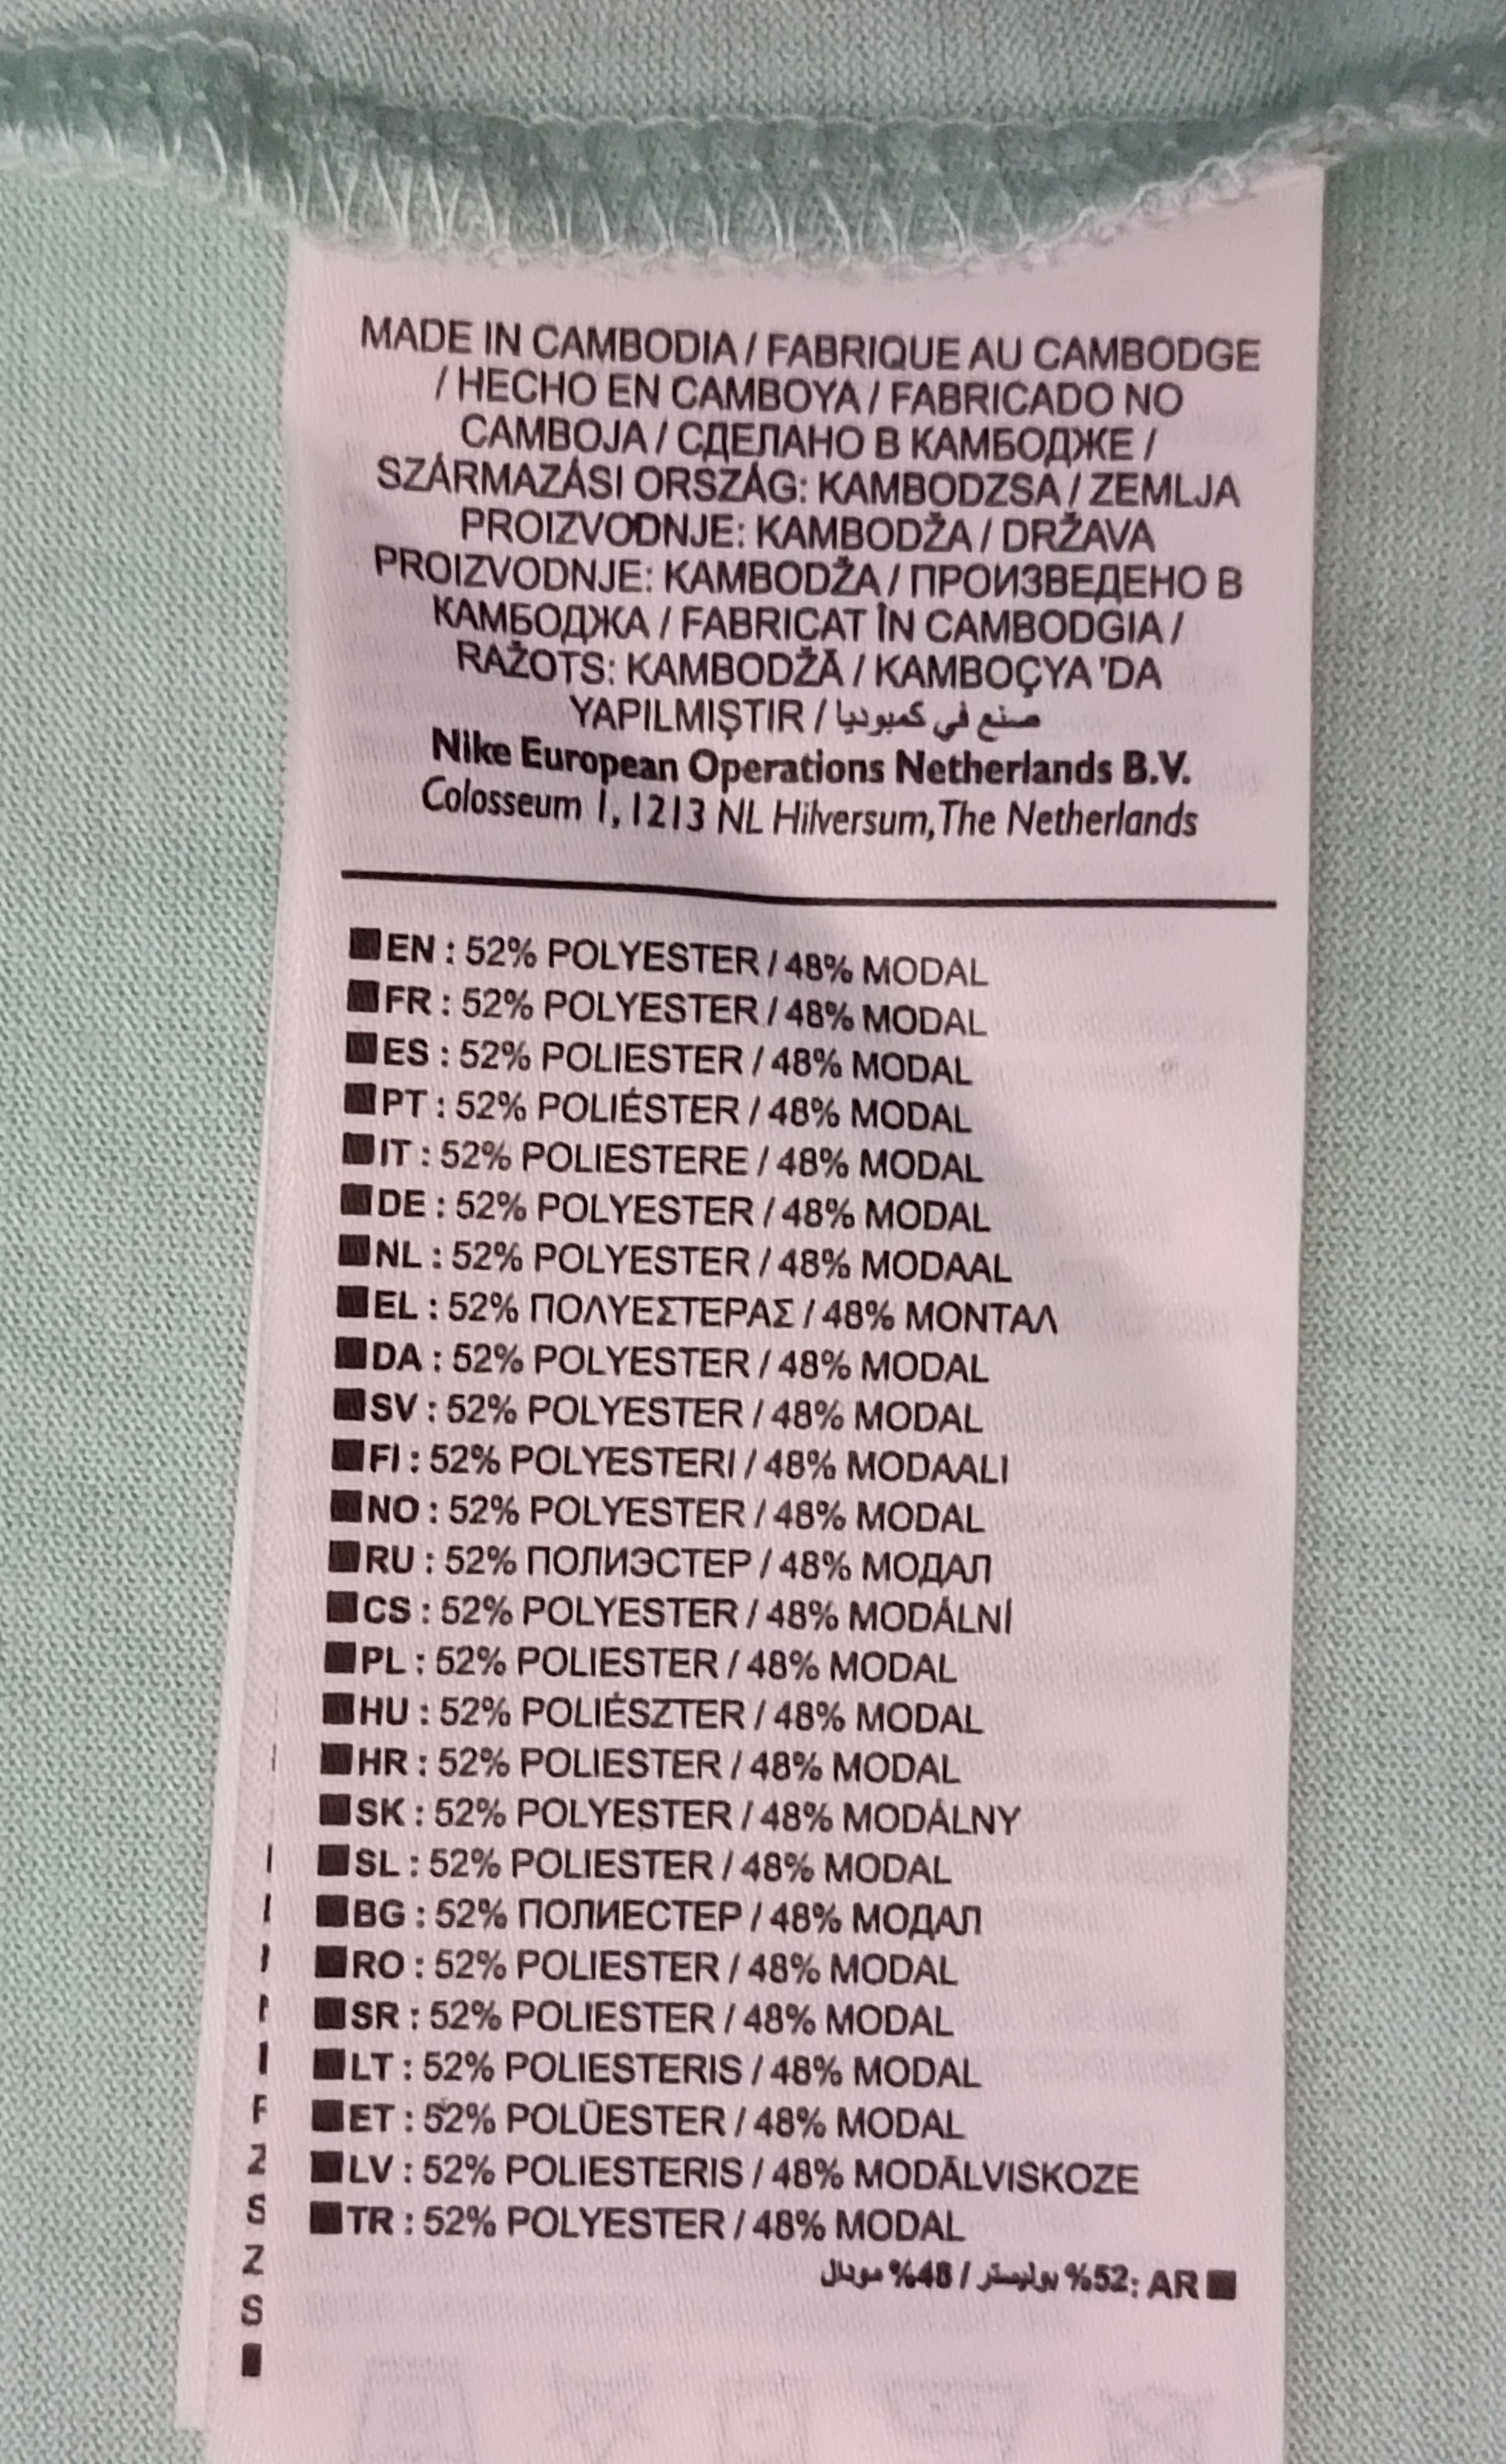 MADE IN CAMBODIA / FABRIQUE AU CAMBODGE
/ HECHO EN CAMBOYA / FABRICADO NO
CAMBOJA / СДЕЛАНО В КАМБОДЖЕ /
SZÁRMAZÁSI ORSZÁG: KAMBODZSA / ZEMLJA
PROIZVODNJE: KAMBODŽA / DRŽAVA
PROIZVODNJE: KAMBODŽA / ПРОИЗВЕДЕНО В
КАМБОДЖА / FABRICAT ÎN CAMBODGIA /
RAŽOTS: KAMBODŽĀ / KAMBOÇYA 'DA
YAPILMIŞTIR / صنع في كمبوديا
Nike European Operations Netherlands B.V.
Colosseum 1, 1213 NL Hilversum, The Netherlands
■EN : 52% POLYESTER / 48% MODAL
■FR : 52% POLYESTER / 48% MODAL
■ES : 52% POLIESTER / 48% MODAL
■PT : 52% POLIÉSTER / 48% MODAL
■IT : 52% POLIESTERE / 48% MODAL
■DE : 52% POLYESTER / 48% MODAL
■NL : 52% POLYESTER / 48% MODAAL
■EL : 52% ΠΟΛΥΕΣΤΕΡΑΣ / 48% ΜΟΝΤΑΛ
■DA : 52% POLYESTER / 48% MODAL
■SV : 52% POLYESTER / 48% MODAL
■FI : 52% POLYESTERI / 48% MODAALI
■NO : 52% POLYESTER / 48% MODAL
■RU : 52% ПОЛИЭСТЕР / 48% МОДАЛ
■CS : 52% POLYESTER / 48% MODÁLNÍ
■PL : 52% POLIESTER / 48% MODAL
■HU : 52% POLIÉSZTER / 48% MODAL
■HR : 52% POLIESTER / 48% MODAL
■SK : 52% POLYESTER / 48% MODÁLNY
■SL : 52% POLIESTER / 48% MODAL
■BG : 52% ПОЛИЕСТЕР / 48% МОДАЛ
■RO : 52% POLIESTER / 48% MODAL
■SR : 52% POLIESTER / 48% MODAL
■LT : 52% POLIESTERIS / 48% MODAL
■ET : 52% POLÜESTER / 48% MODAL
■LV : 52% POLIESTERIS / 48% MODĀLVISKOZE
■TR : 52% POLYESTER / 48% MODAL
■ AR :52% بوليستر / 48% مودال